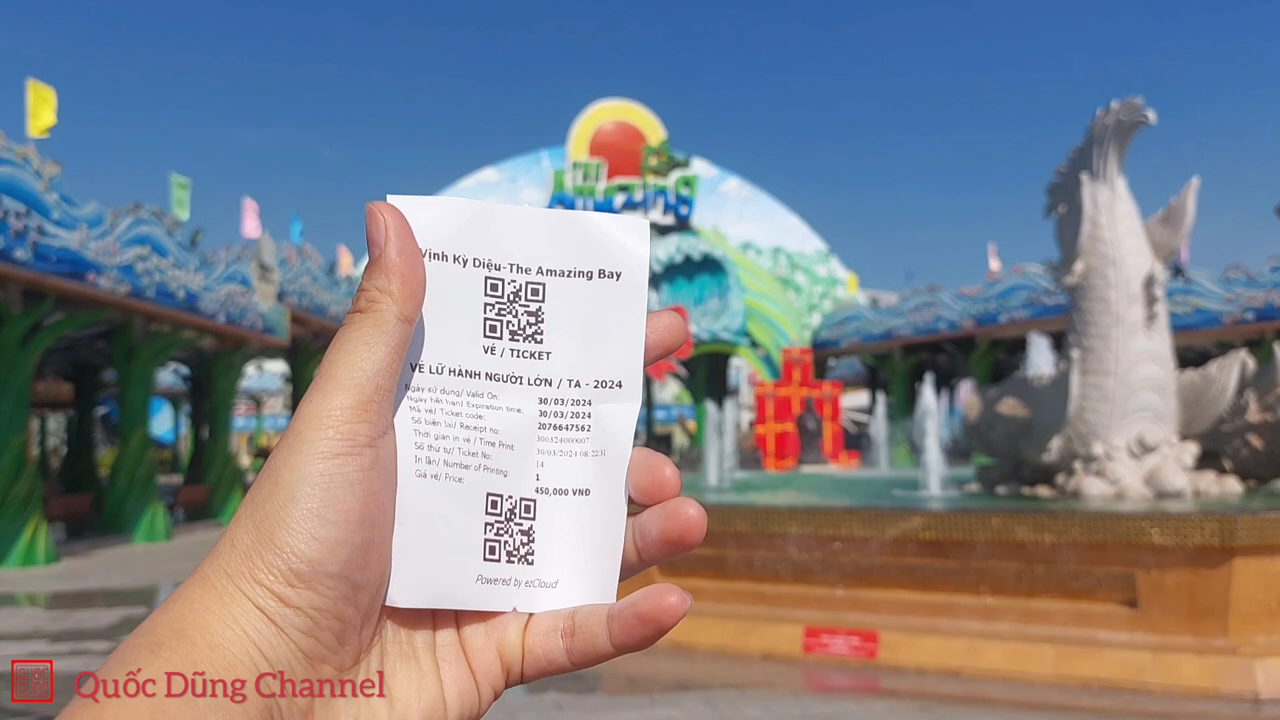 THE
AMAZING
Vịnh Kỳ Diệu-The Amazing Bay
VÉ / TICKET
VÉ LỮ HÀNH NGƯỜI LỚN / TA - 2024
Ngày sử dụng/ Valid On: 30/03/2024
Ngày hết hạn/ Expiration time: 30/03/2024
Mã vé/ Ticket code: 2076647562
Số biên lai/ Receipt no: 300324000007
Thời gian in vé / Time Print: 30/03/2024 08:22:31
Số thứ tự/ Ticket No: 14
In lần/ Number of Printing: 1
Giá vé/ Price: 450,000 VNĐ
Powered by ezCloud
QUOC
DUNG
Quốc Dũng Channel